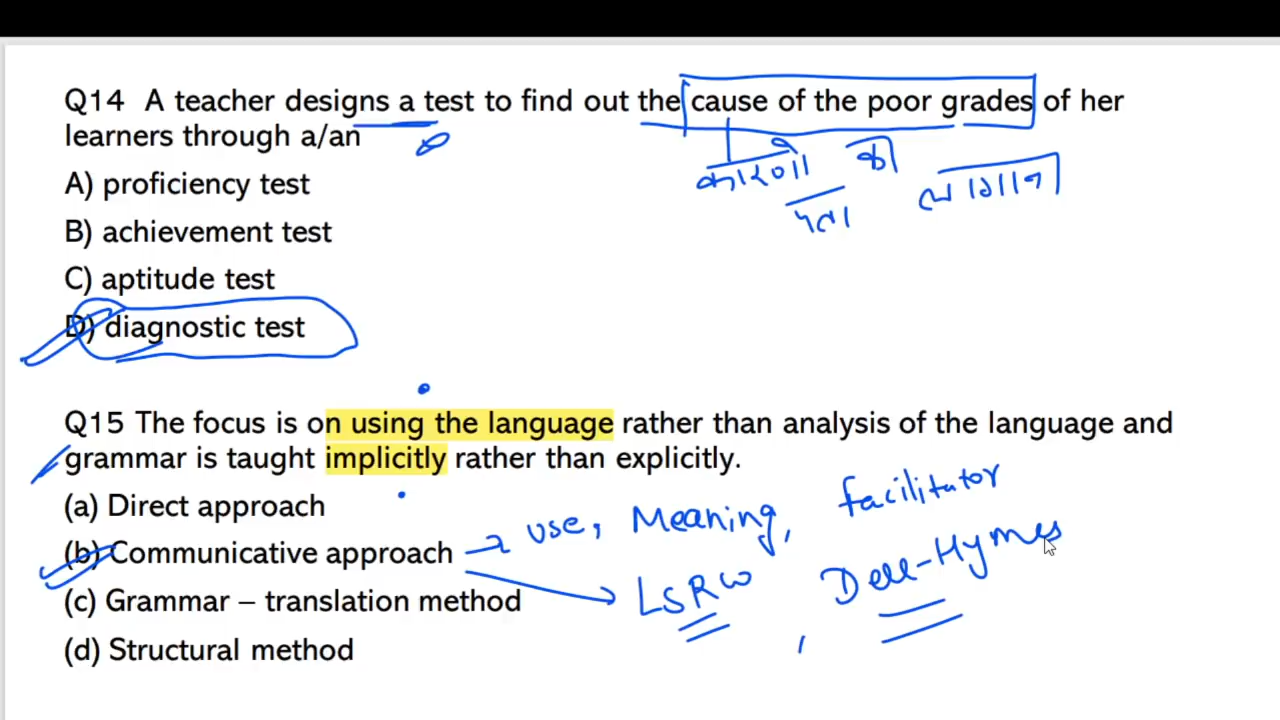 Q14 A teacher designs a test to find out the cause of the poor grades of her
learners through a/an
कारणो का
पता
A) proficiency test
B) achievement test
C) aptitude test
D) diagnostic test
Q15 The focus is on using the language rather than analysis of the language and
grammar is taught implicitly rather than explicitly.
(a) Direct approach
(b) Communicative approach → use, Meaning, facilitator
(c) Grammar – translation method LSRW, Dell-Hymes
(d) Structural method